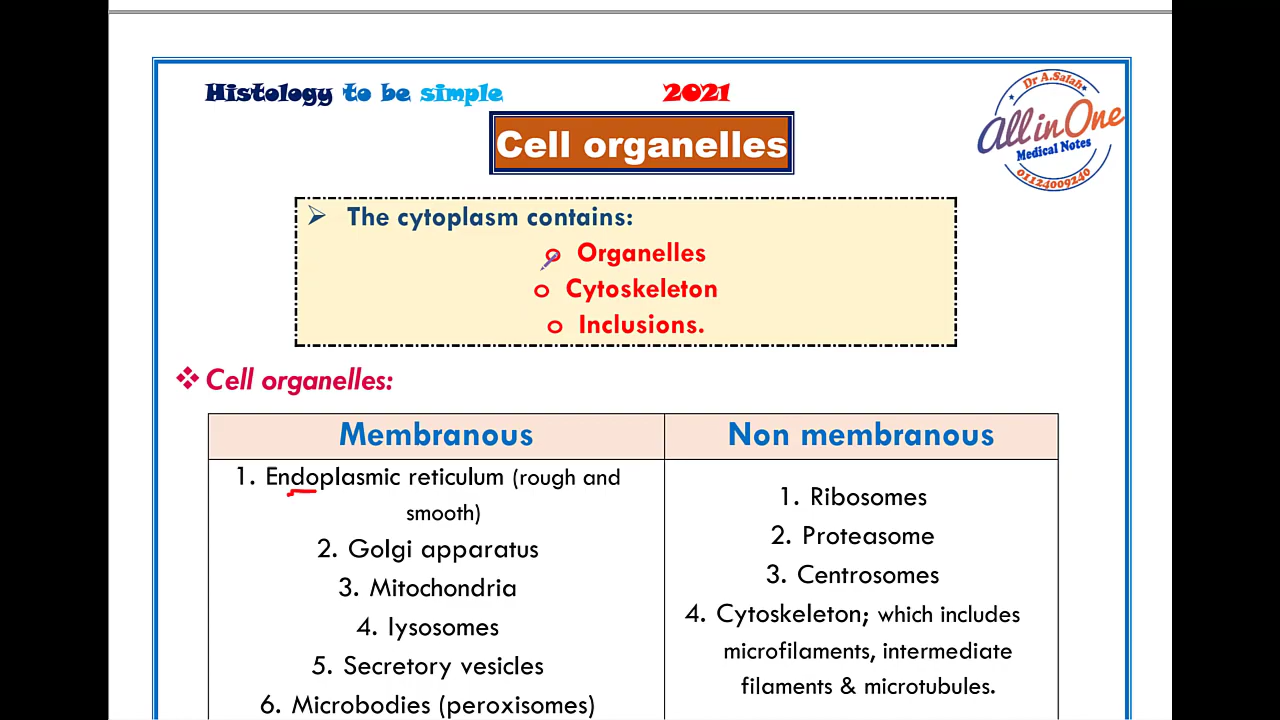 Histology to be simple 2021
Dr A.Salah
All in One
Medical Notes
01124009240
Cell organelles
➢ The cytoplasm contains:
o Organelles
o Cytoskeleton
o Inclusions.
❖ Cell organelles:
Membranous
1. Endoplasmic reticulum (rough and
smooth)
2. Golgi apparatus
3. Mitochondria
4. lysosomes
5. Secretory vesicles
6. Microbodies (peroxisomes)
Non membranous
1. Ribosomes
2. Proteasome
3. Centrosomes
4. Cytoskeleton; which includes
microfilaments, intermediate
filaments & microtubules.